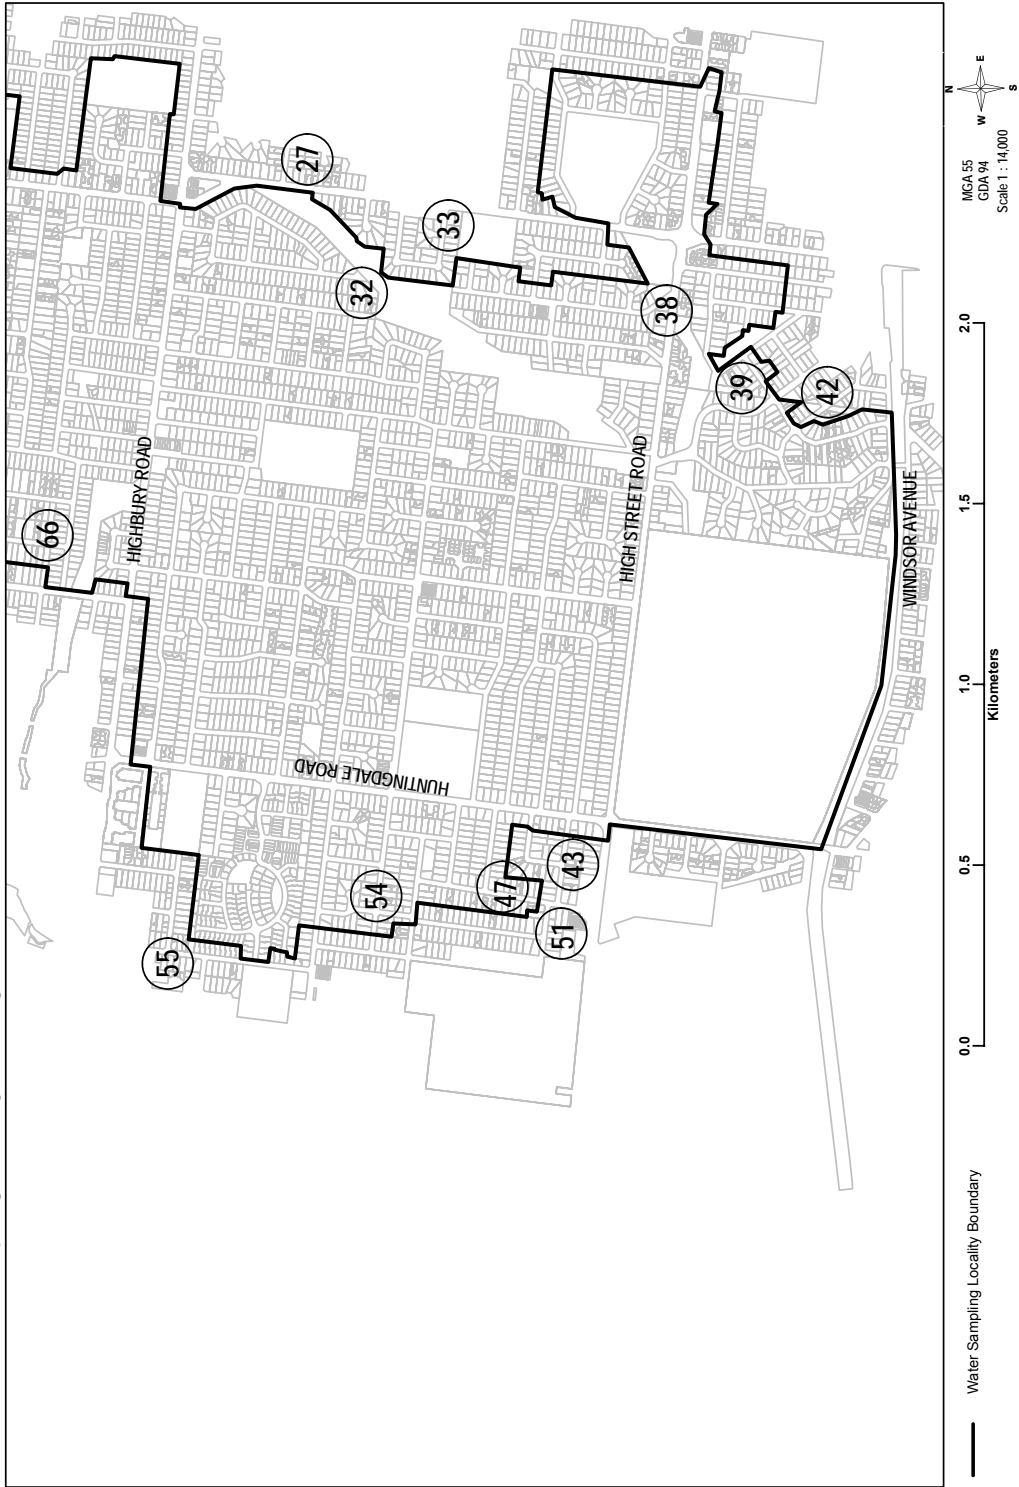 66
HIGHBURY ROAD
27
33
32
38
39
42
55
54
47
43
51
HUNTINGDALE ROAD
HIGH STREET ROAD
WINDSOR AVENUE
N
E
S
W
MGA 55
GDA 94
Scale 1 : 14,000
0.0
0.5
1.0
1.5
2.0
Kilometers
Water Sampling Locality Boundary